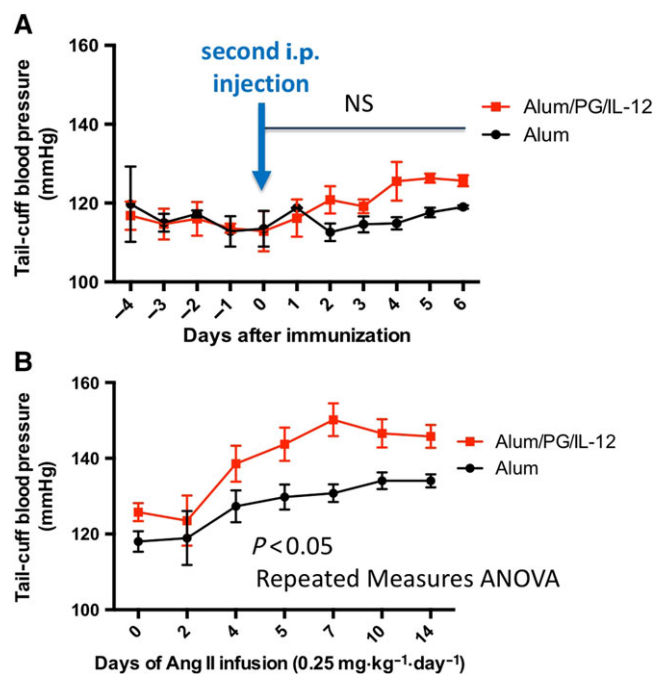 A
160
140
120
100
Tail-cuff blood pressure
(mmHg)
second i.p.
injection
NS
Alum/PG/IL-12
Alum
−4
−3
−2
−1
0
1
2
3
4
5
6
Days after immunization
B
160
140
120
100
Tail-cuff blood pressure
(mmHg)
Alum/PG/IL-12
Alum
P < 0.05
Repeated Measures ANOVA
0
2
4
5
7
10
14
Days of Ang II infusion (0.25 mg·kg⁻¹·day⁻¹)